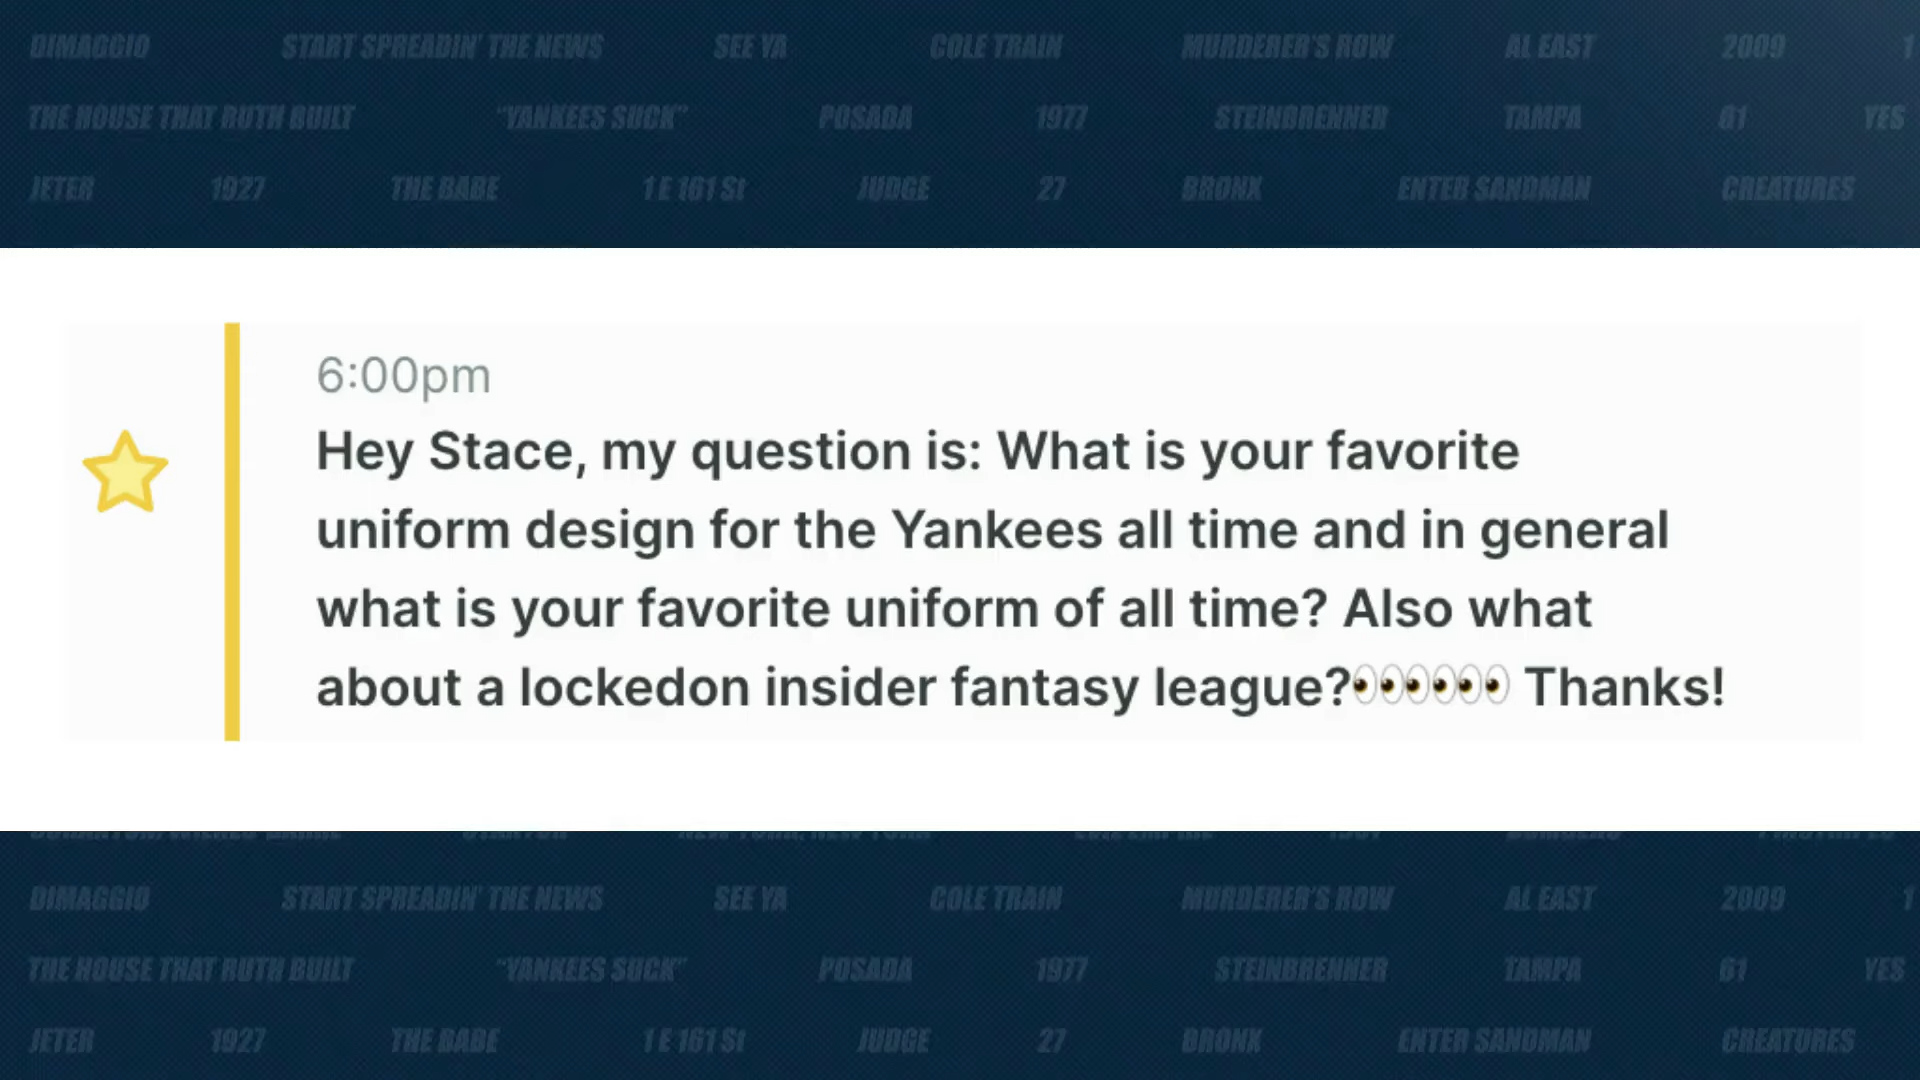 DIMAGGIO START SPREADIN' THE NEWS SEE YA COLE TRAIN MURDERER'S ROW AL EAST 2009 1
THE HOUSE THAT RUTH BUILT "YANKEES SUCK" POSADA 1977 STEINBRENNER TAMPA 61 YES
JETER 1927 THE BABE 1 E 161 St JUDGE 27 BRONX ENTER SANDMAN CREATURES
6:00pm
Hey Stace, my question is: What is your favorite
uniform design for the Yankees all time and in general
what is your favorite uniform of all time? Also what
about a lockedon insider fantasy league?👀👀👀 Thanks!
DIMAGGIO START SPREADIN' THE NEWS SEE YA COLE TRAIN MURDERER'S ROW AL EAST 2009 1
THE HOUSE THAT RUTH BUILT "YANKEES SUCK" POSADA 1977 STEINBRENNER TAMPA 61 YES
JETER 1927 THE BABE 1 E 161 St JUDGE 27 BRONX ENTER SANDMAN CREATURES